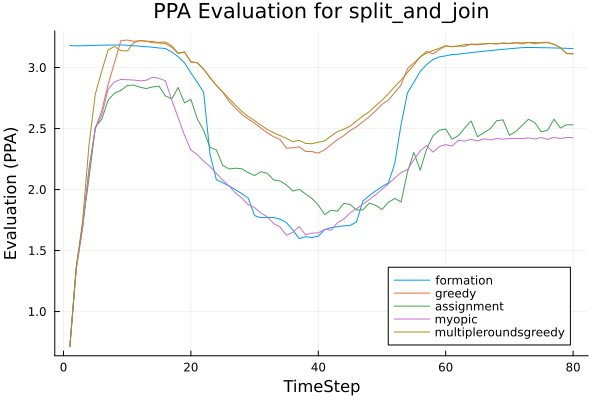 PPA Evaluation for split_and_join
Evaluation (PPA)
3.0
2.5
2.0
1.5
1.0
formation
greedy
assignment
myopic
multipleroundsgreedy
0 20 40 60 80
TimeStep